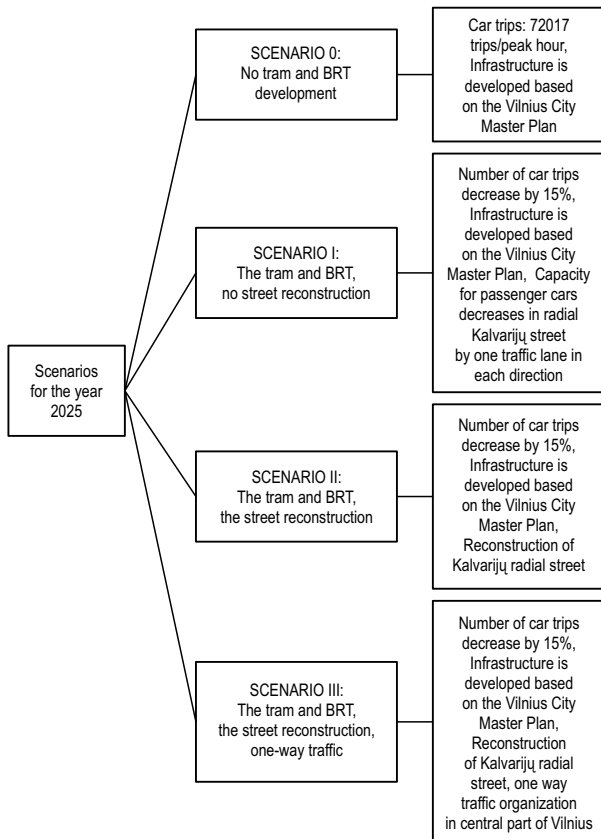 Scenarios
for the year
2025
SCENARIO 0:
No tram and BRT
development
Car trips: 72017
trips/peak hour,
Infrastructure is
developed based
on the Vilnius City
Master Plan
SCENARIO I:
The tram and BRT,
no street reconstruction
Number of car trips
decrease by 15%,
Infrastructure is
developed based
on the Vilnius City
Master Plan, Capacity
for passenger cars
decreases in radial
Kalvarijų street
by one traffic lane in
each direction
SCENARIO II:
The tram and BRT,
the street reconstruction
Number of car trips
decrease by 15%,
Infrastructure is
developed based
on the Vilnius City
Master Plan,
Reconstruction of
Kalvarijų radial street
SCENARIO III:
The tram and BRT,
the street reconstruction,
one-way traffic
Number of car trips
decrease by 15%,
Infrastructure is
developed based
on the Vilnius City
Master Plan,
Reconstruction
of Kalvarijų radial
street, one way
traffic organization
in central part of Vilnius